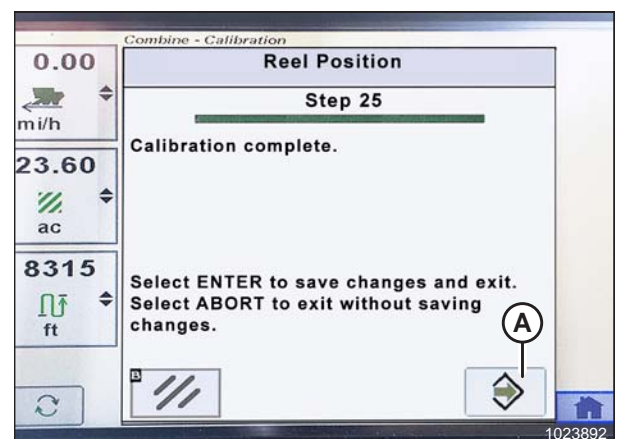 Combine - Calibration
0.00
mi/h
23.60
ac
8315
ft
Reel Position
Step 25
Calibration complete.
Select ENTER to save changes and exit.
Select ABORT to exit without saving
changes.
B
A
1023892